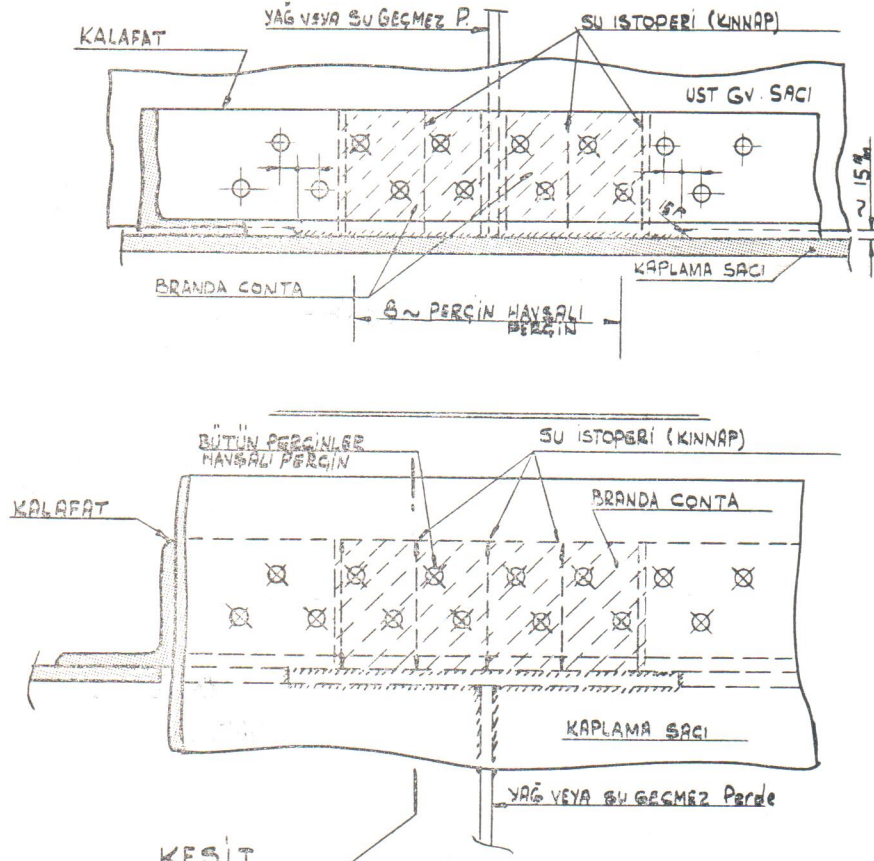 YAĞ VEYA SU GEÇMEZ P.
SU İSTOPERİ (KINNAP)
KALAFAT
UST GV. SACI
~ 15 m/m
KAPLAMA SACI
BRANDA CONTA
8 ~ PERÇİN HAVŞALI
PERÇİN
BÜTÜN PERÇİNLER
HAVŞALI PERÇİN
SU İSTOPERİ (KINNAP)
BRANDA CONTA
KALAFAT
KAPLAMA SACI
YAĞ VEYA SU GEÇMEZ Perde
KESİT